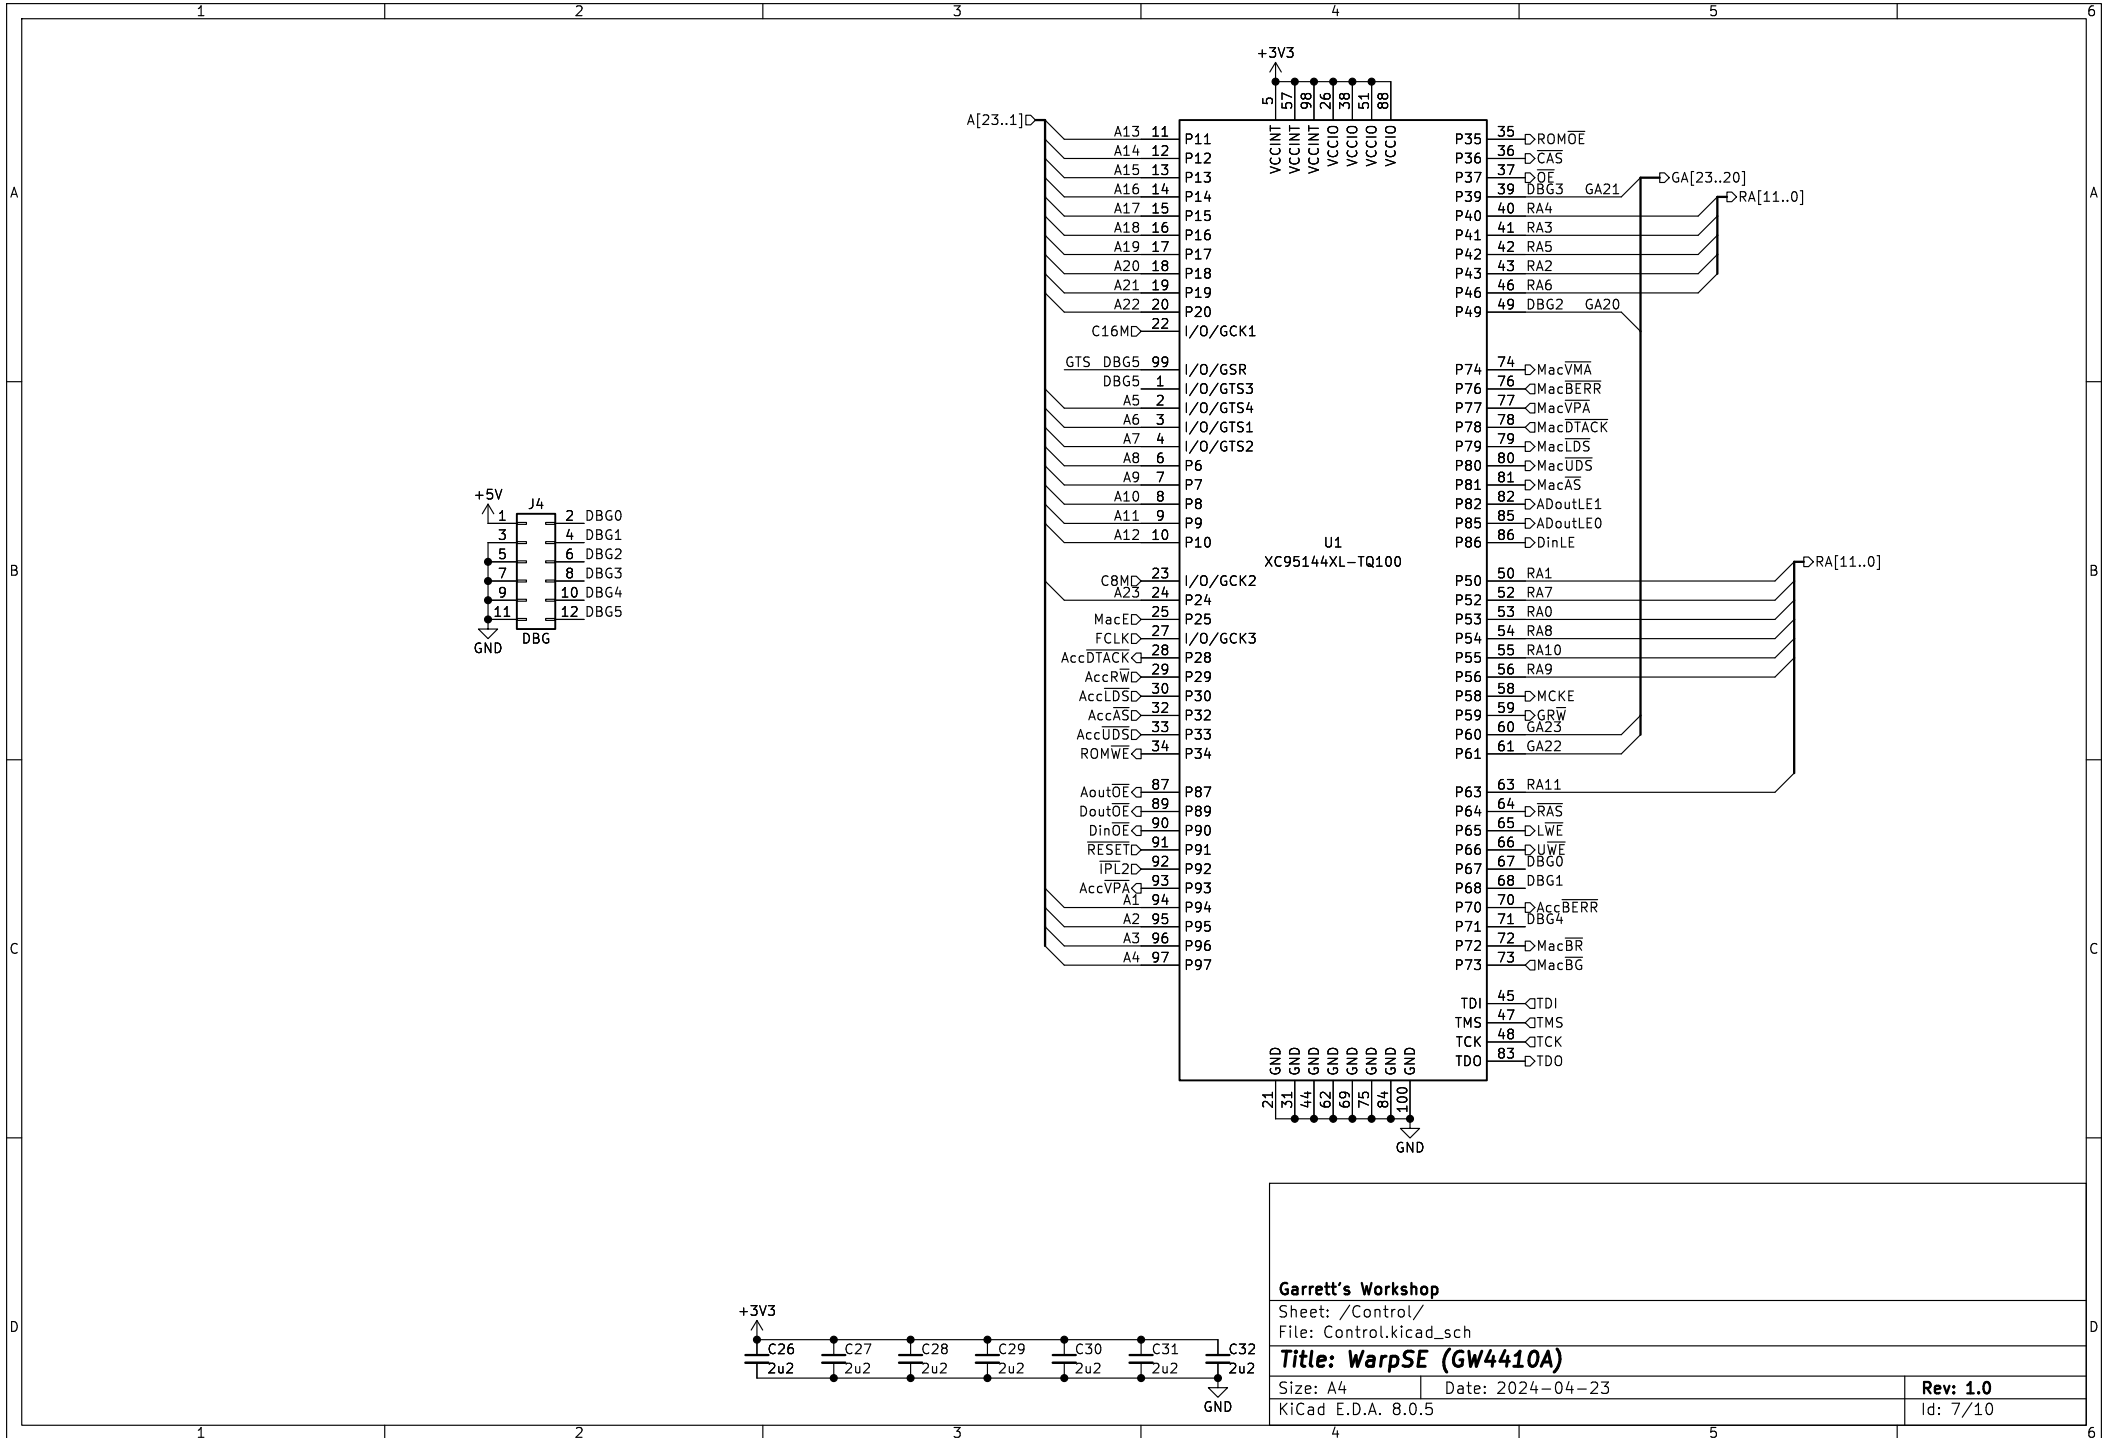 1 2 3 4 5 6
A
B
C
D
A
B
C
D
+3V3
5 57 98 26 38 51 88
VCCINT VCCINT VCCINT VCCIO VCCIO VCCIO VCCIO
A[23..1]
A13 11 P11
A14 12 P12
A15 13 P13
A16 14 P14
A17 15 P15
A18 16 P16
A19 17 P17
A20 18 P18
A21 19 P19
A22 20 P20
C16M 22 I/O/GCK1
GTS DBG5 99 I/O/GSR
DBG5 1 I/O/GTS3
A5 2 I/O/GTS4
A6 3 I/O/GTS1
A7 4 I/O/GTS2
A8 6 P6
A9 7 P7
A10 8 P8
A11 9 P9
A12 10 P10
C8M 23 I/O/GCK2
A23 24 P24
MacE 25 P25
FCLK 27 I/O/GCK3
AccDTACK 28 P28
AccRW 29 P29
AccLDS 30 P30
AccAS 32 P32
AccUDS 33 P33
ROMWE 34 P34
AoutOE 87 P87
DoutOE 89 P89
DinOE 90 P90
RESET 91 P91
IPL2 92 P92
AccVPA 93 P93
A1 94 P94
A2 95 P95
A3 96 P96
A4 97 P97
U1
XC95144XL-TQ100
P35 35 ROMOE
P36 36 CAS
P37 37 OE
P39 39 DBG3 GA21
GA[23..20]
RA[11..0]
P40 40 RA4
P41 41 RA3
P42 42 RA5
P43 43 RA2
P46 46 RA6
P49 49 DBG2 GA20
P74 74 MacVMA
P76 76 MacBERR
P77 77 MacVPA
P78 78 MacDTACK
P79 79 MacLDS
P80 80 MacUDS
P81 81 MacAS
P82 82 ADoutLE1
P85 85 ADoutLE0
P86 86 DinLE
RA[11..0]
P50 50 RA1
P52 52 RA7
P53 53 RA0
P54 54 RA8
P55 55 RA10
P56 56 RA9
P58 58 MCKE
P59 59 GRW
P60 60 GA23
P61 61 GA22
P63 63 RA11
P64 64 RAS
P65 65 LWE
P66 66 UWE
P67 67 DBG0
P68 68 DBG1
P70 70 AccBERR
P71 71 DBG4
P72 72 MacBR
P73 73 MacBG
TDI 45 TDI
TMS 47 TMS
TCK 48 TCK
TDO 83 TDO
GND GND GND GND GND GND GND GND
21 31 44 62 69 75 84 100
GND
+5V
J4
1 2 DBG0
3 4 DBG1
5 6 DBG2
7 8 DBG3
9 10 DBG4
11 12 DBG5
DBG
GND
+3V3
C26 C27 C28 C29 C30 C31 C32
2u2 2u2 2u2 2u2 2u2 2u2 2u2
GND
Garrett's Workshop
Sheet: /Control/
File: Control.kicad_sch
Title: WarpSE (GW4410A)
Size: A4 Date: 2024-04-23 Rev: 1.0
KiCad E.D.A. 8.0.5 Id: 7/10
1 2 3 4 5 6